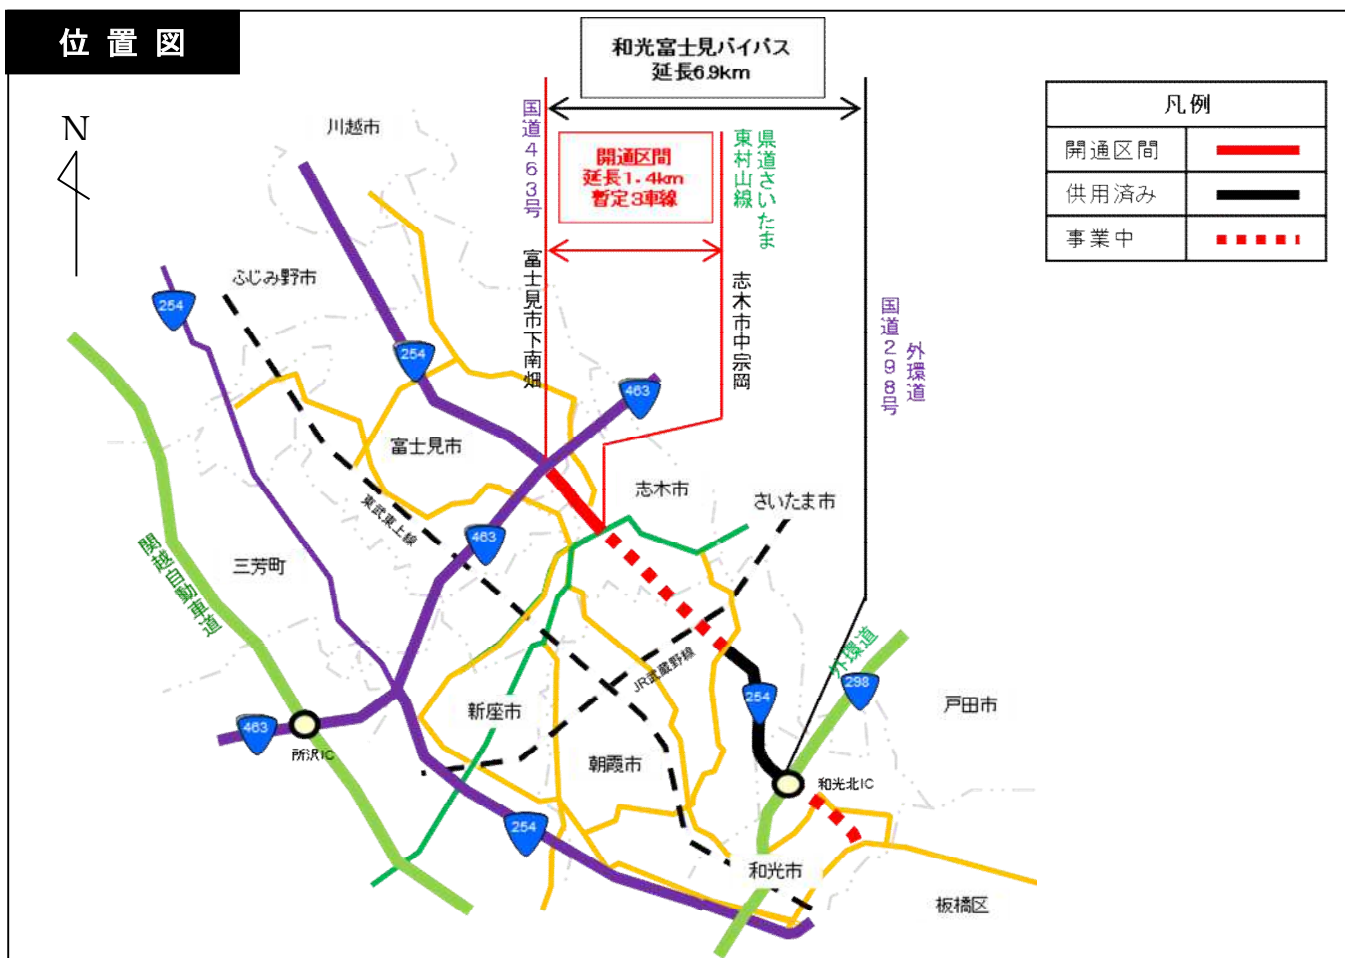 位置図
和光富士見バイパス
延長6.9km
凡例
開通区間
供用済み
事業中
N
国道463号
開通区間
延長1.4km
暫定3車線
県道さいたま
東村山線
富士見市下南畑
志木市中宗岡
国道298号
外環道
川越市
ふじみ野市
254
254
463
富士見市
志木市
さいたま市
東武東上線
463
関越自動車道
三芳町
JR武蔵野線
外環道
254
298
新座市
戸田市
463
所沢IC
朝霞市
和光北IC
254
和光市
板橋区